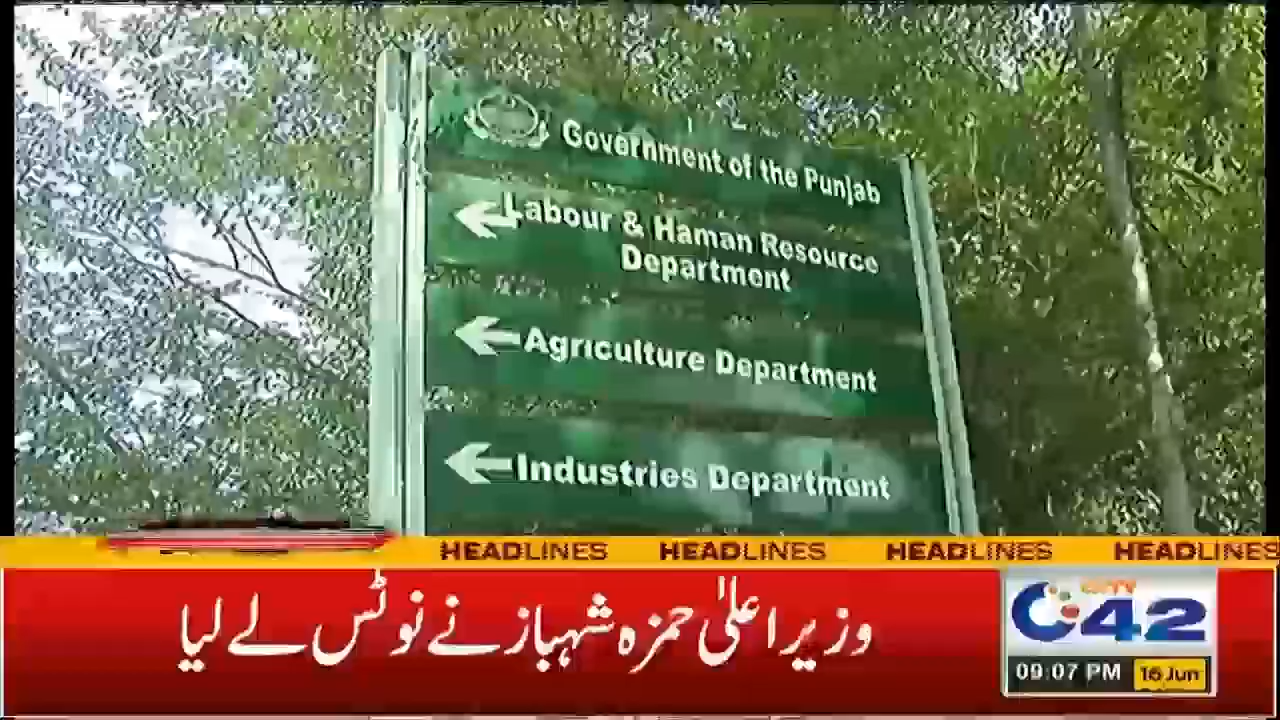 Government of the Punjab
Labour & Haman Resource
Department
Agriculture Department
Industries Department
HEADLINES HEADLINES HEADLINES HEADLINES
وزیراعلیٰ حمزہ شہباز نے نوٹس لے لیا
42
09:07 PM 16 Jun